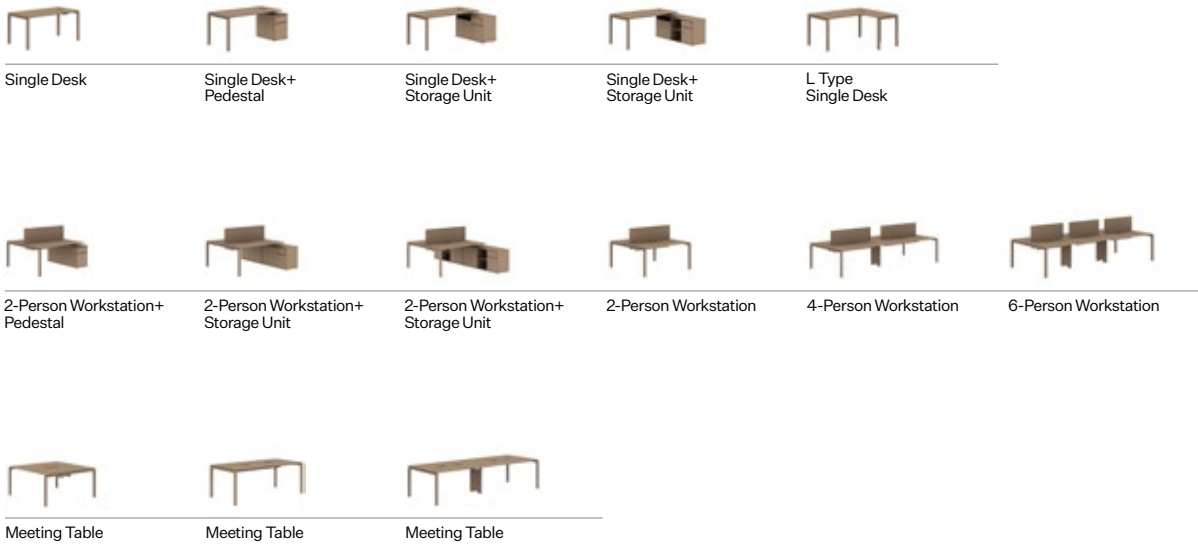 Single Desk
Single Desk+
Pedestal
Single Desk+
Storage Unit
Single Desk+
Storage Unit
L Type
Single Desk
2-Person Workstation+
Pedestal
2-Person Workstation+
Storage Unit
2-Person Workstation+
Storage Unit
2-Person Workstation
4-Person Workstation
6-Person Workstation
Meeting Table
Meeting Table
Meeting Table